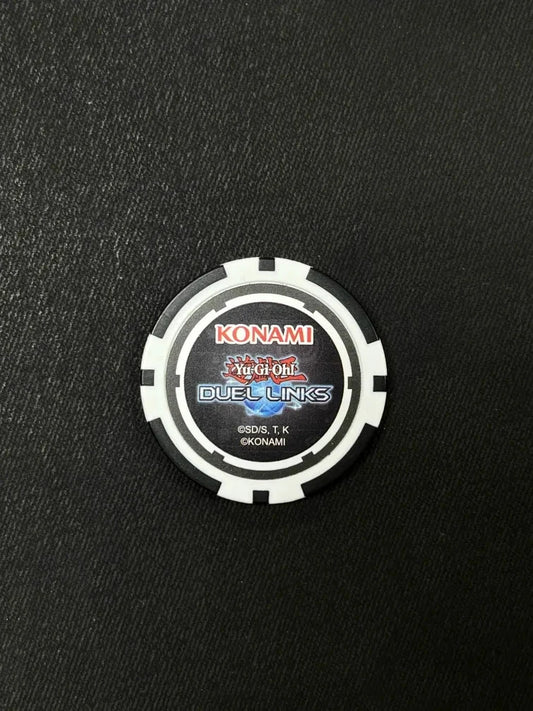 KONAMI
Yu-Gi-Oh!
DUEL LINKS
©SD/S, T, K
©KONAMI